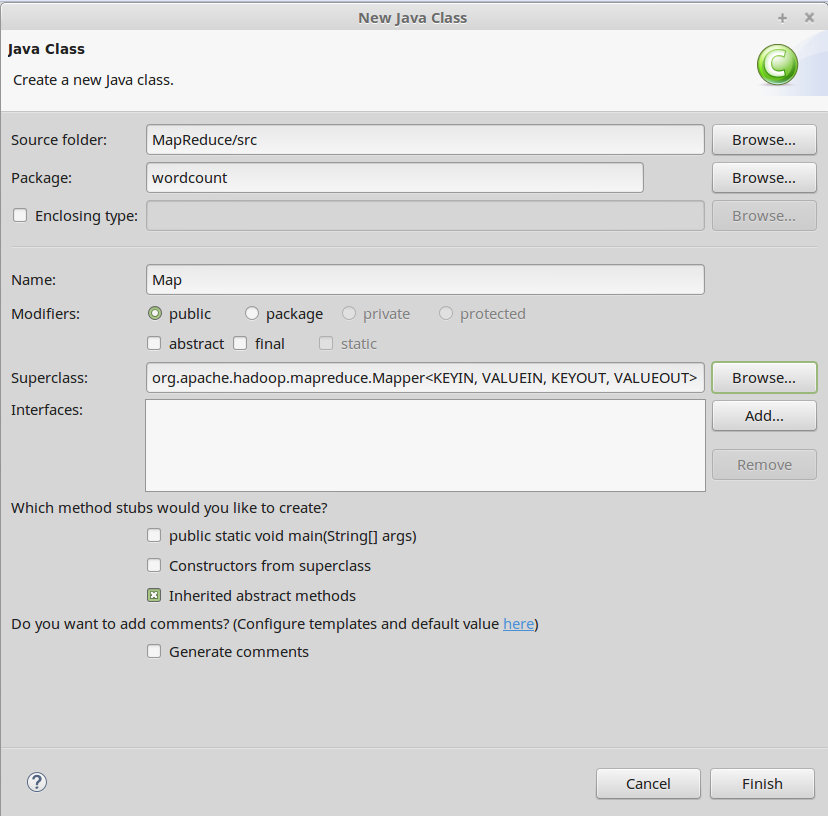 New Java Class
Java Class
Create a new Java class.
Source folder: MapReduce/src Browse...
Package: wordcount Browse...
Enclosing type: Browse...
Name: Map
Modifiers: public package private protected
abstract final static
Superclass: org.apache.hadoop.mapreduce.Mapper<KEYIN, VALUEIN, KEYOUT, VALUEOUT> Browse...
Interfaces: Add...
Remove
Which method stubs would you like to create?
public static void main(String[] args)
Constructors from superclass
Inherited abstract methods
Do you want to add comments? (Configure templates and default value here)
Generate comments
Cancel Finish